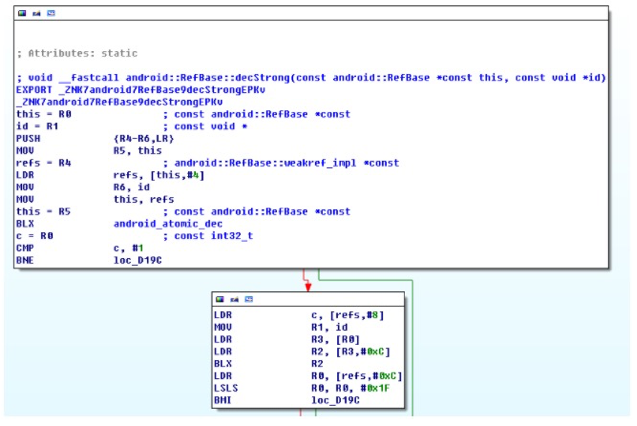 ; Attributes: static
; void __fastcall android::RefBase::decStrong(const android::RefBase *const this, const void *id)
EXPORT _ZNK7android7RefBase9decStrongEPKv
_ZNK7android7RefBase9decStrongEPKv
this = R0 ; const android::RefBase *const
id = R1 ; const void *
PUSH {R4-R6,LR}
MOV R5, this
refs = R4 ; android::RefBase::weakref_impl *const
LDR refs, [this,#4]
MOV R6, id
MOV this, refs
this = R5 ; const android::RefBase *const
BLX android_atomic_dec
c = R0 ; const int32_t
CMP c, #1
BNE loc_D19C
LDR c, [refs,#8]
MOV R1, id
LDR R3, [R0]
LDR R2, [R3,#0xC]
BLX R2
LDR R0, [refs,#0xC]
LSLS R0, R0, #0x1F
BMI loc_D19C